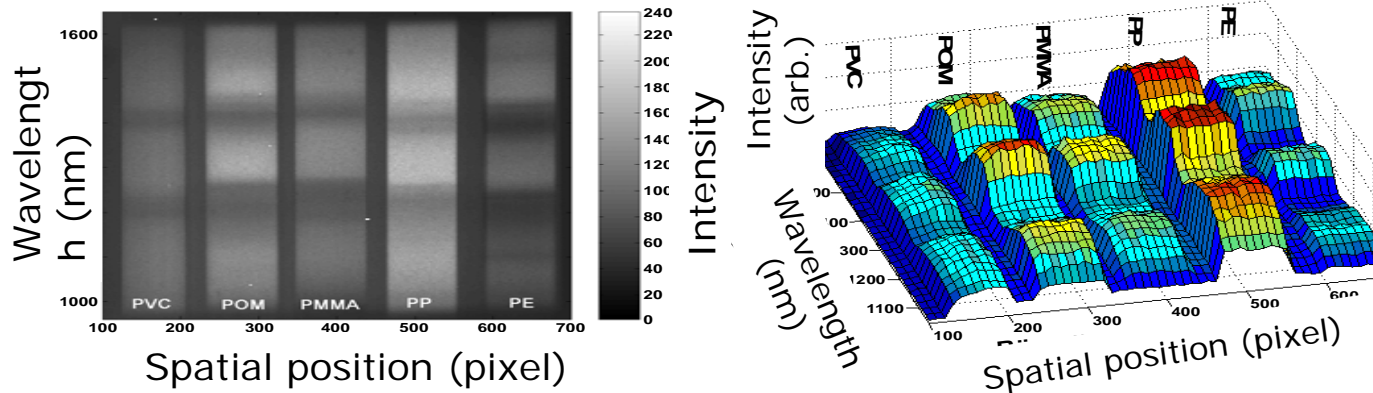 1600
1000
Wavelengt
h (nm)
PVC POM PMMA PP PE
100 200 300 400 500 600 700
Spatial position (pixel)
240
220
200
180
160
140
120
100
80
60
40
20
0
Intensity
Intensity
(arb.)
PVC POM PMMA PP PE
300
1200
1100
Wavelength
(nm)
100 200 300 400 500 600
Spatial position (pixel)